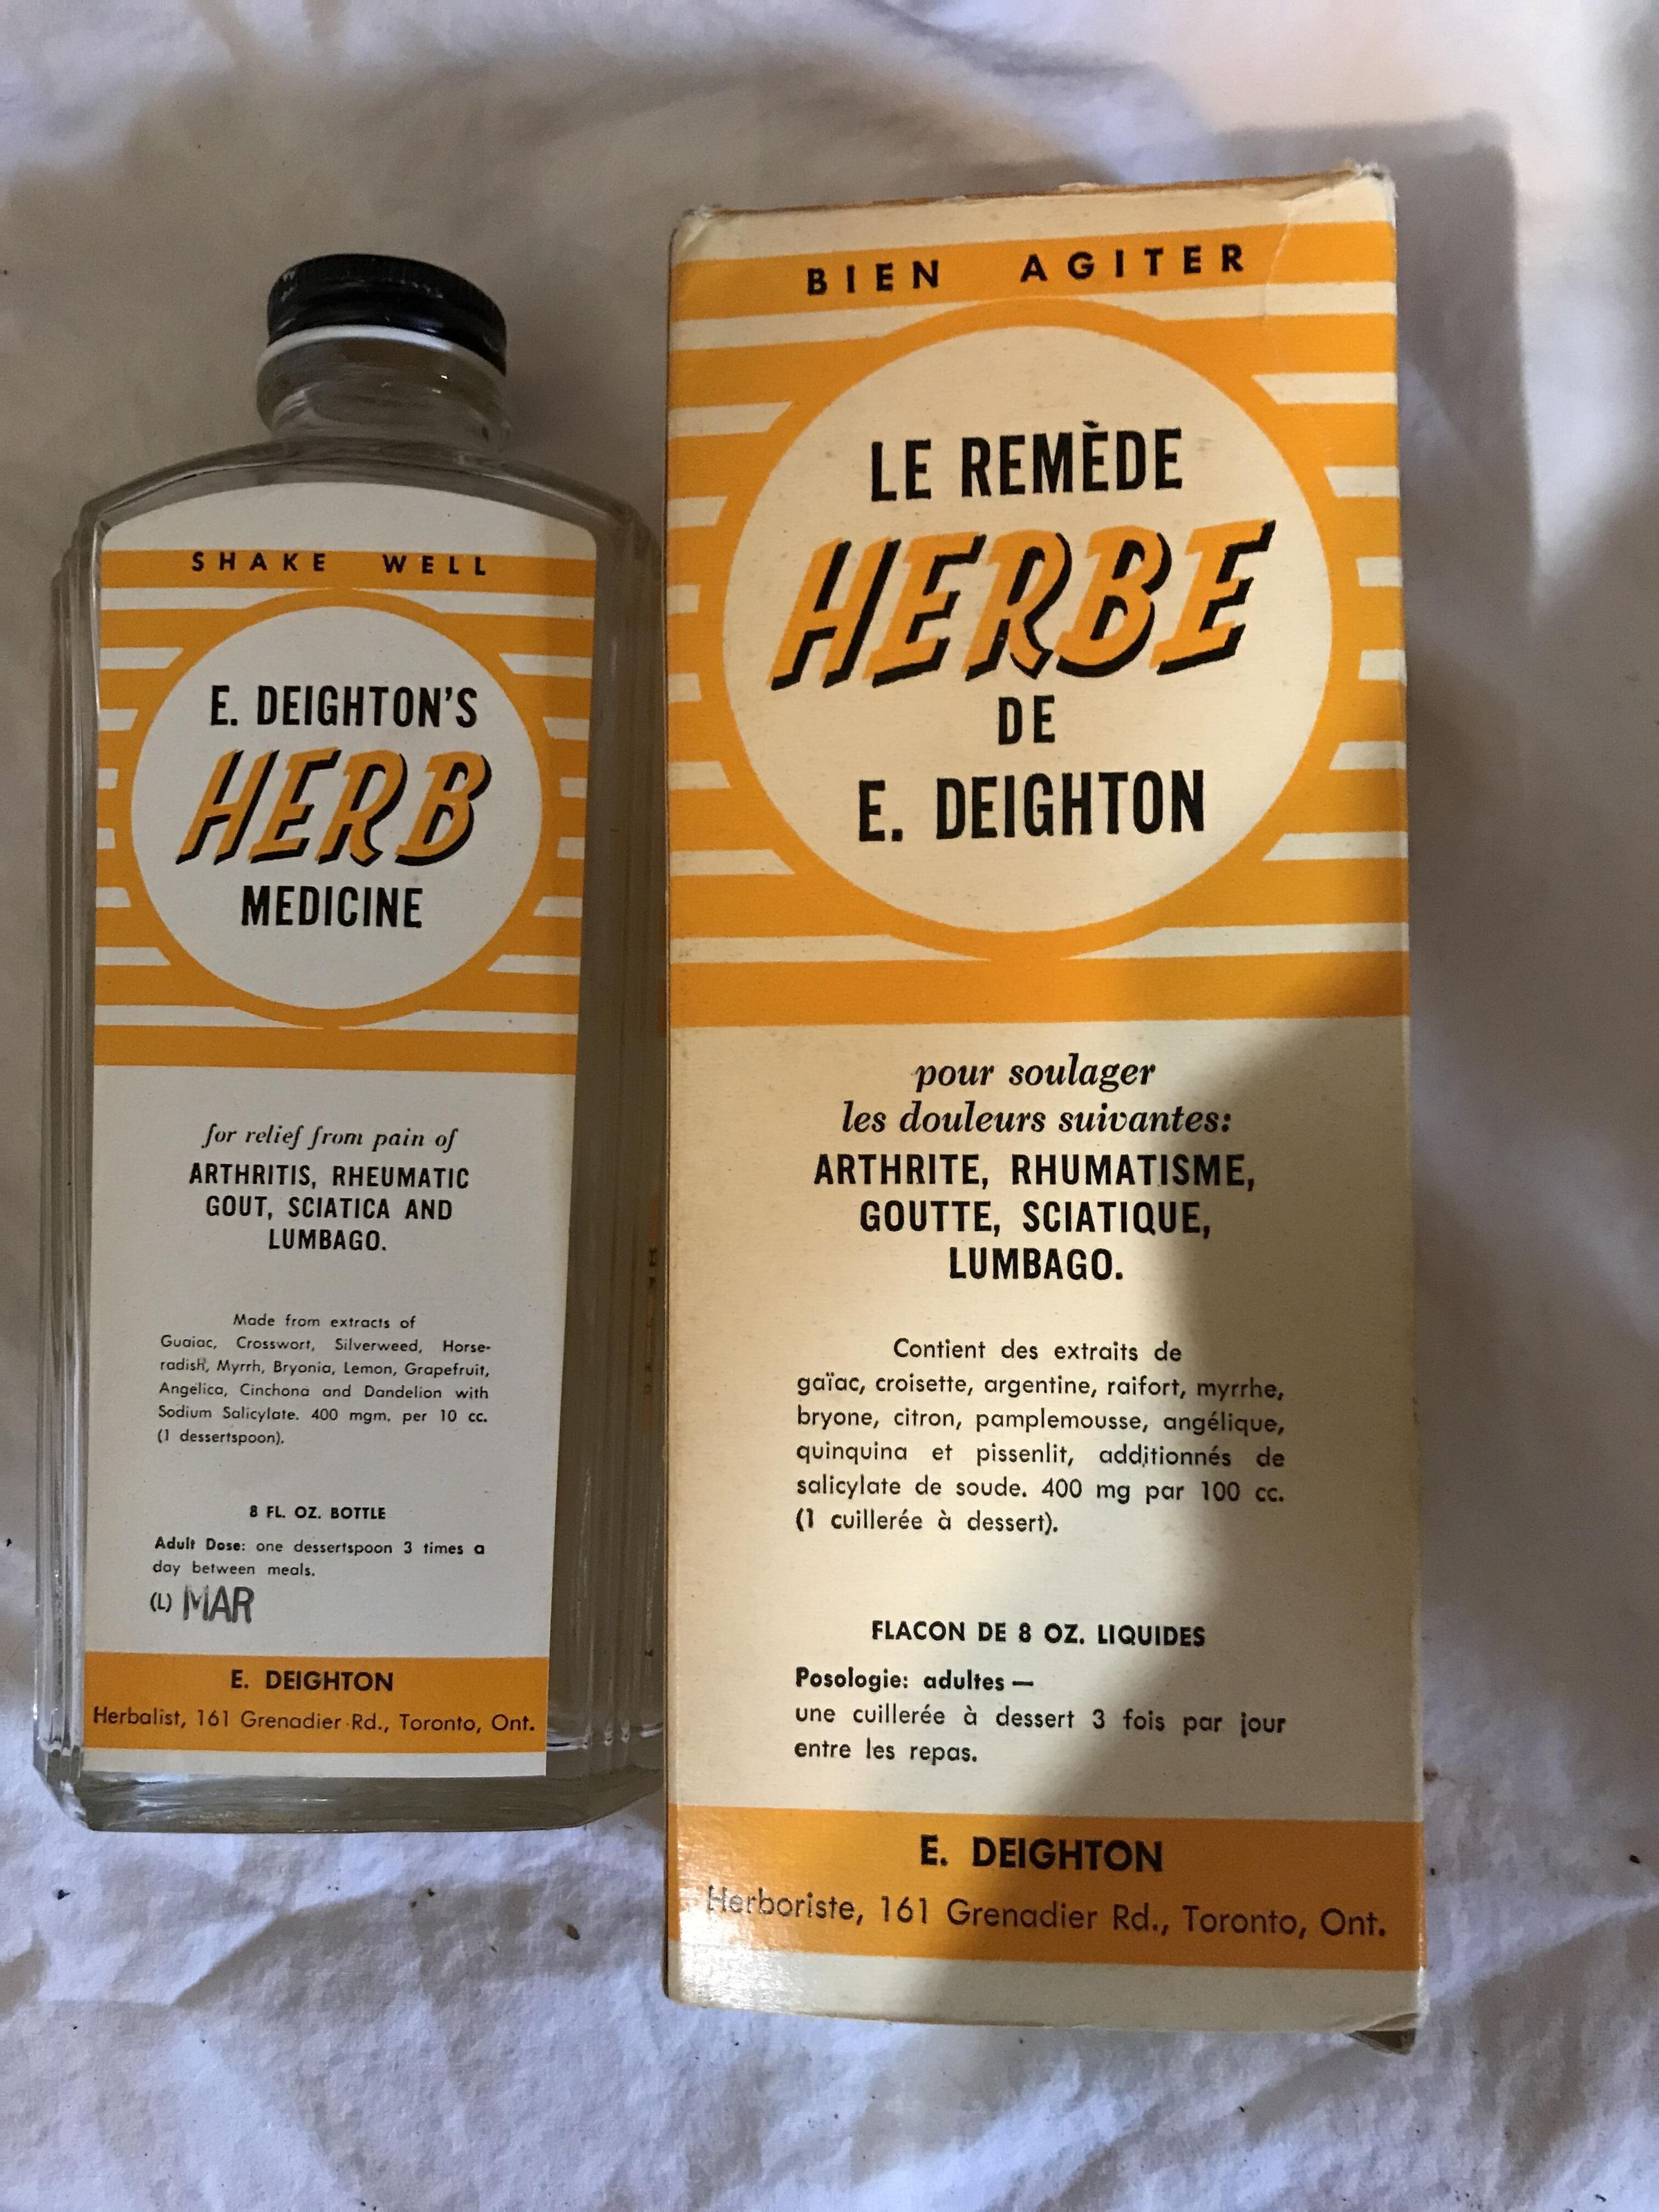 SHAKE WELL
E. DEIGHTON'S
HERB
MEDICINE
for relief from pain of
ARTHRITIS, RHEUMATIC
GOUT, SCIATICA AND
LUMBAGO.
Made from extracts of
Guaiac, Crosswort, Silverweed, Horse-
radish, Myrrh, Bryonia, Lemon, Grapefruit,
Angelica, Cinchona and Dandelion with
Sodium Salicylate. 400 mgm. per 10 cc.
(1 dessertspoon).
8 FL. OZ. BOTTLE
Adult Dose: one dessertspoon 3 times a
day between meals.
(L) MAR
E. DEIGHTON
Herbalist, 161 Grenadier Rd., Toronto, Ont.
BIEN AGITER
LE REMÈDE
HERBE
DE
E. DEIGHTON
pour soulager
les douleurs suivantes:
ARTHRITE, RHUMATISME,
GOUTTE, SCIATIQUE,
LUMBAGO.
Contient des extraits de
gaïac, croisette, argentine, raifort, myrrhe,
bryone, citron, pamplemousse, angélique,
quinquina et pissenlit, additionnés de
salicylate de soude. 400 mg par 100 cc.
(1 cuillerée à dessert).
FLACON DE 8 OZ. LIQUIDES
Posologie: adultes —
une cuillerée à dessert 3 fois par jour
entre les repas.
E. DEIGHTON
Herboriste, 161 Grenadier Rd., Toronto, Ont.